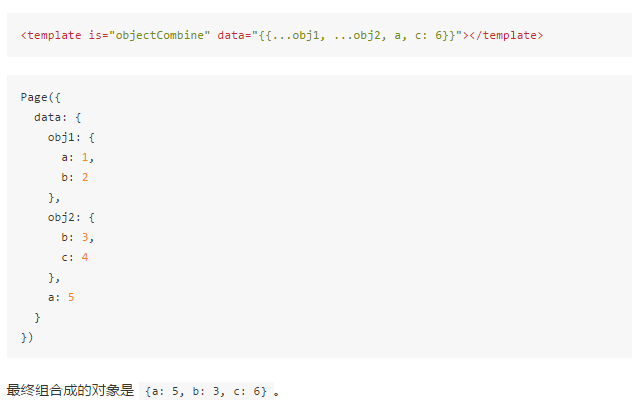 <template is="objectCombine" data="{{...obj1, ...obj2, a, c: 6}}"></template>
Page({
  data: {
    obj1: {
      a: 1,
      b: 2
    },
    obj2: {
      b: 3,
      c: 4
    },
    a: 5
  }
})
最终组合成的对象是 {a: 5, b: 3, c: 6} 。